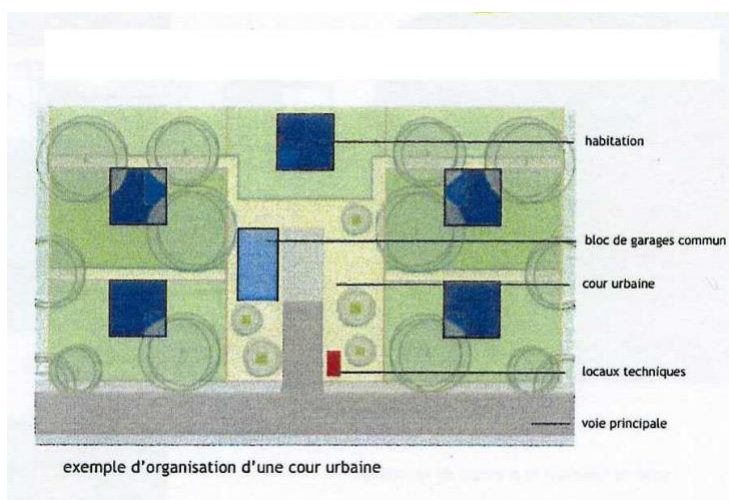 habitation
bloc de garages commun
cour urbaine
locaux techniques
voie principale
exemple d'organisation d'une cour urbaine